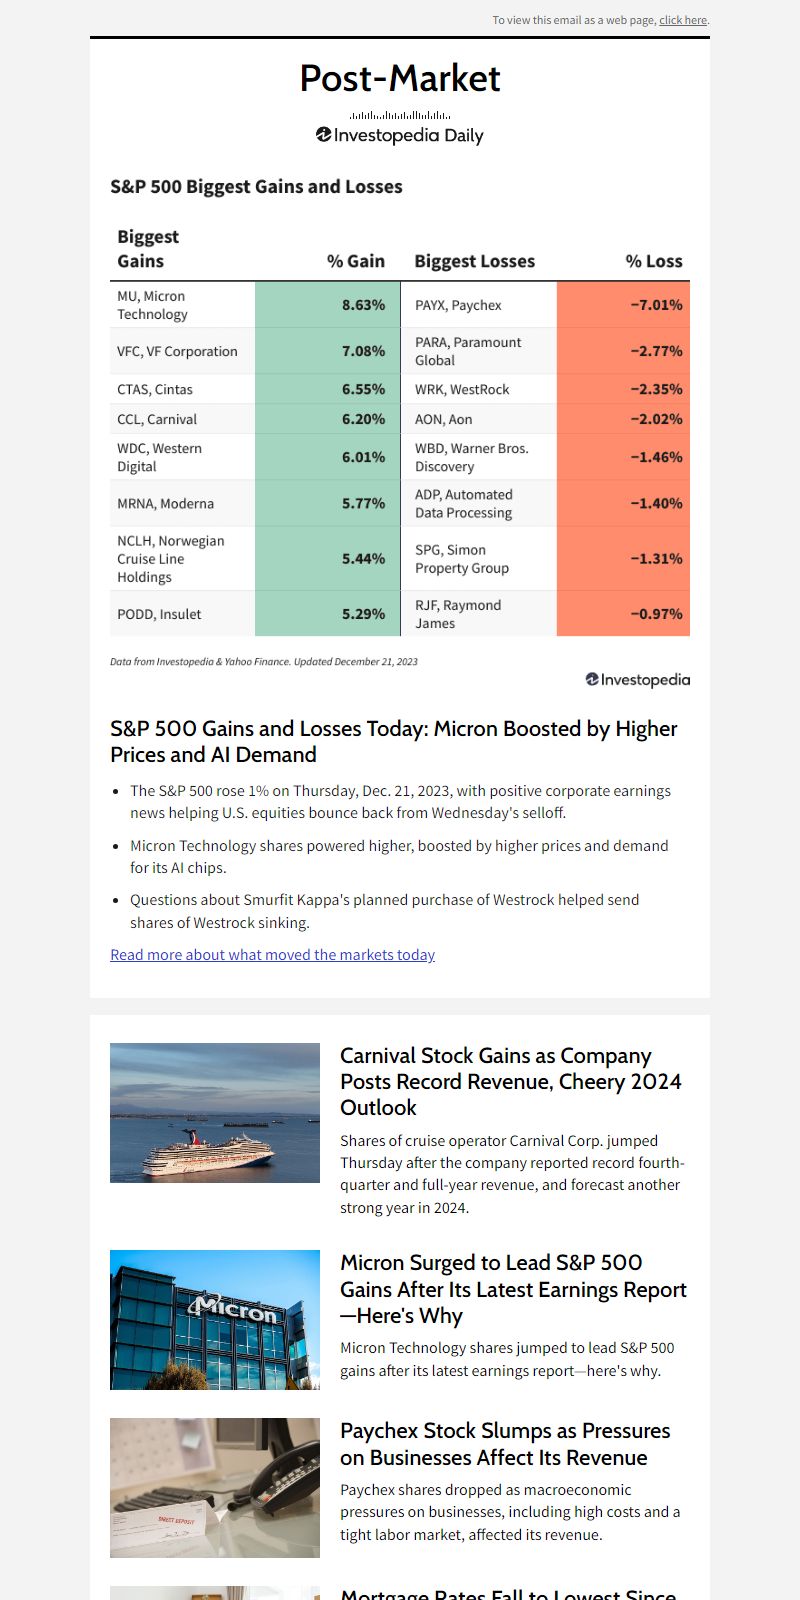 To view this email as a web page, click here.
Post-Market
Investopedia Daily
S&P 500 Biggest Gains and Losses
Biggest
Gains
% Gain
Biggest Losses
% Loss
MU, Micron
Technology
8.63%
PAYX, Paychex
−7.01%
VFC, VF Corporation
7.08%
PARA, Paramount
Global
−2.77%
CTAS, Cintas
6.55%
WRK, WestRock
−2.35%
CCL, Carnival
6.20%
AON, Aon
−2.02%
WDC, Western
Digital
6.01%
WBD, Warner Bros.
Discovery
−1.46%
MRNA, Moderna
5.77%
ADP, Automated
Data Processing
−1.40%
NCLH, Norwegian
Cruise Line
Holdings
5.44%
SPG, Simon
Property Group
−1.31%
PODD, Insulet
5.29%
RJF, Raymond
James
−0.97%
Data from Investopedia & Yahoo Finance. Updated December 21, 2023
Investopedia
S&P 500 Gains and Losses Today: Micron Boosted by Higher
Prices and AI Demand
• The S&P 500 rose 1% on Thursday, Dec. 21, 2023, with positive corporate earnings
news helping U.S. equities bounce back from Wednesday's selloff.
• Micron Technology shares powered higher, boosted by higher prices and demand
for its AI chips.
• Questions about Smurfit Kappa's planned purchase of Westrock helped send
shares of Westrock sinking.
Read more about what moved the markets today
Carnival Stock Gains as Company
Posts Record Revenue, Cheery 2024
Outlook
Shares of cruise operator Carnival Corp. jumped
Thursday after the company reported record fourth-
quarter and full-year revenue, and forecast another
strong year in 2024.
Micron
Micron Surged to Lead S&P 500
Gains After Its Latest Earnings Report
—Here's Why
Micron Technology shares jumped to lead S&P 500
gains after its latest earnings report—here's why.
DIRECT DEPOSIT
Paychex Stock Slumps as Pressures
on Businesses Affect Its Revenue
Paychex shares dropped as macroeconomic
pressures on businesses, including high costs and a
tight labor market, affected its revenue.
Mortgage Rates Fall to Lowest Since